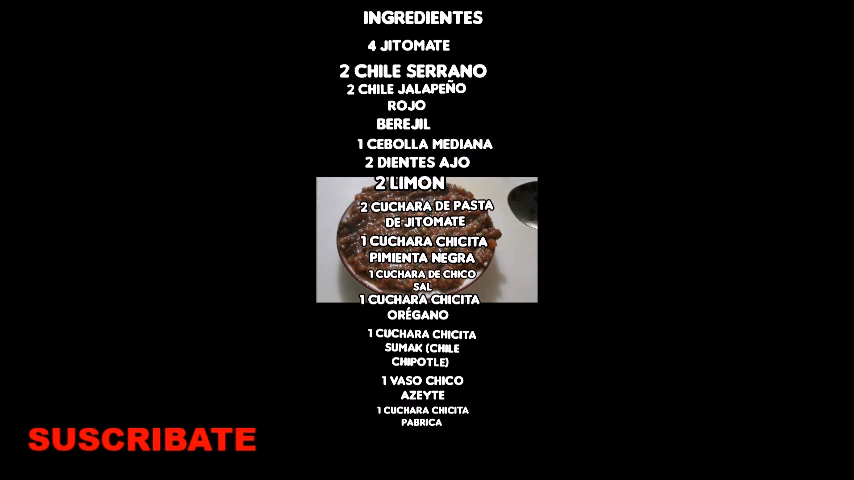 INGREDIENTES
4 JITOMATE
2 CHILE SERRANO
2 CHILE JALAPEÑO
ROJO
BEREJIL
1 CEBOLLA MEDIANA
2 DIENTES AJO
2 LIMON
2 CUCHARA DE PASTA
DE JITOMATE
1 CUCHARA CHICITA
PIMIENTA NEGRA
1 CUCHARA DE CHICO
SAL
1 CUCHARA CHICITA
ORÉGANO
1 CUCHARA CHICITA
SUMAK (CHILE
CHIPOTLE)
1 VASO CHICO
AZEYTE
1 CUCHARA CHICITA
PABRICA
SUSCRIBATE